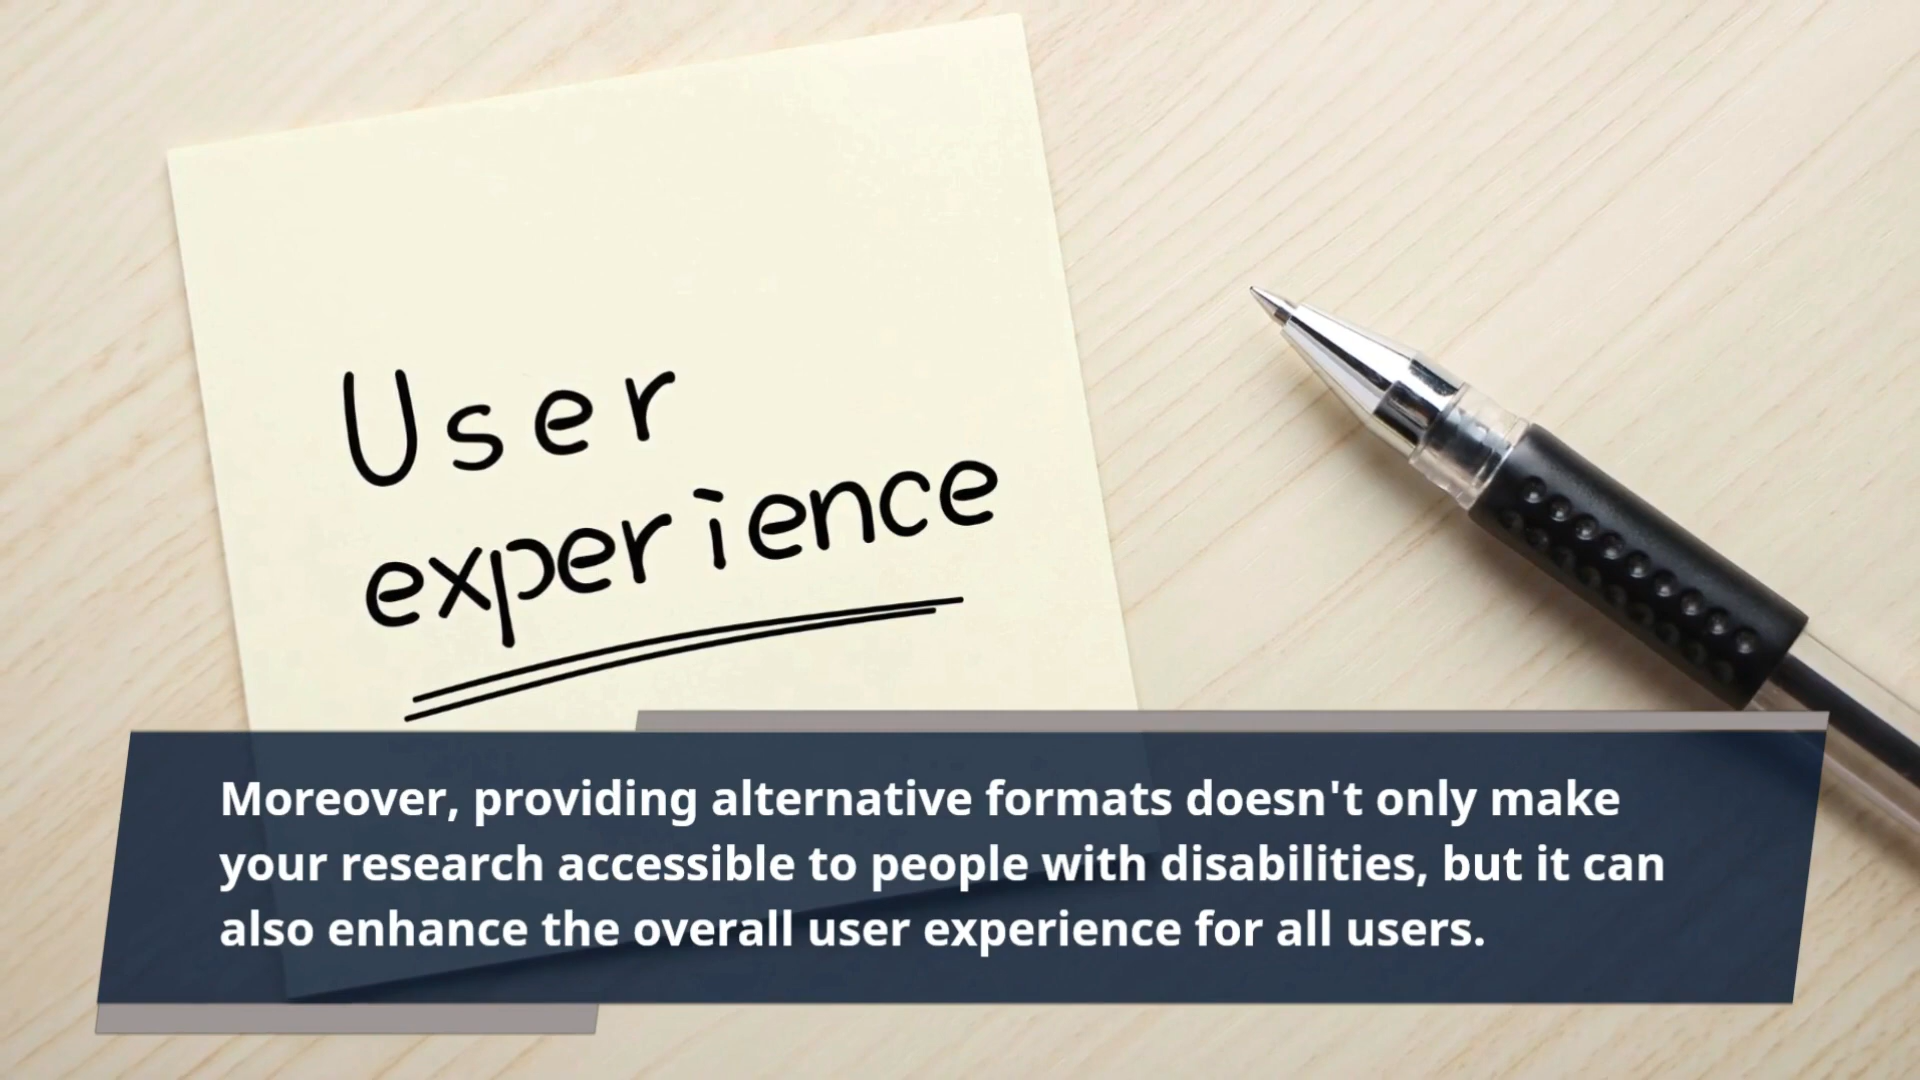 User
experience
Moreover, providing alternative formats doesn't only make
your research accessible to people with disabilities, but it can
also enhance the overall user experience for all users.